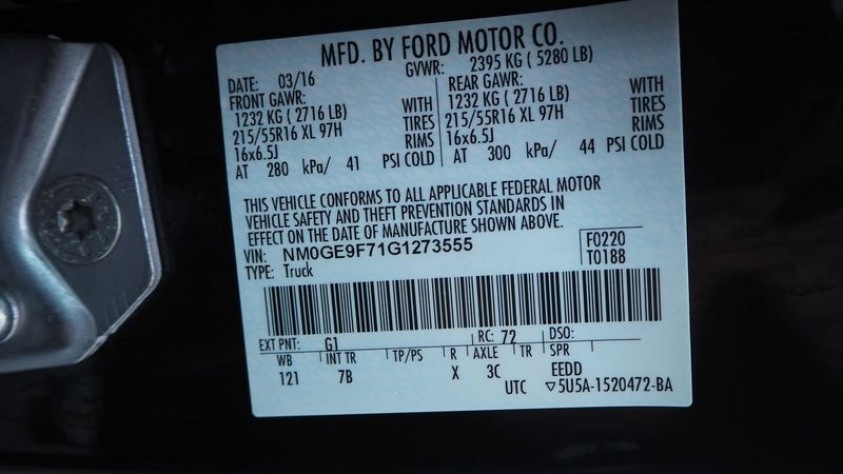 MFD. BY FORD MOTOR CO.
DATE: 03/16 GVWR: 2395 KG ( 5280 LB)
FRONT GAWR: REAR GAWR:
1232 KG ( 2716 LB) WITH 1232 KG ( 2716 LB) WITH
215/55R16 XL 97H TIRES 215/55R16 XL 97H TIRES
16x6.5J RIMS 16x6.5J RIMS
AT 280 kPa/ 41 PSI COLD AT 300 kPa/ 44 PSI COLD
THIS VEHICLE CONFORMS TO ALL APPLICABLE FEDERAL MOTOR
VEHICLE SAFETY AND THEFT PREVENTION STANDARDS IN
EFFECT ON THE DATE OF MANUFACTURE SHOWN ABOVE.
VIN: NM0GE9F71G1273555 F0220
TYPE: Truck T0188
EXT PNT: G1 RC: 72 DSO:
WB INT TR TP/PS R AXLE TR SPR
121 7B X 3C EEDD
UTC ▽5U5A-1520472-BA